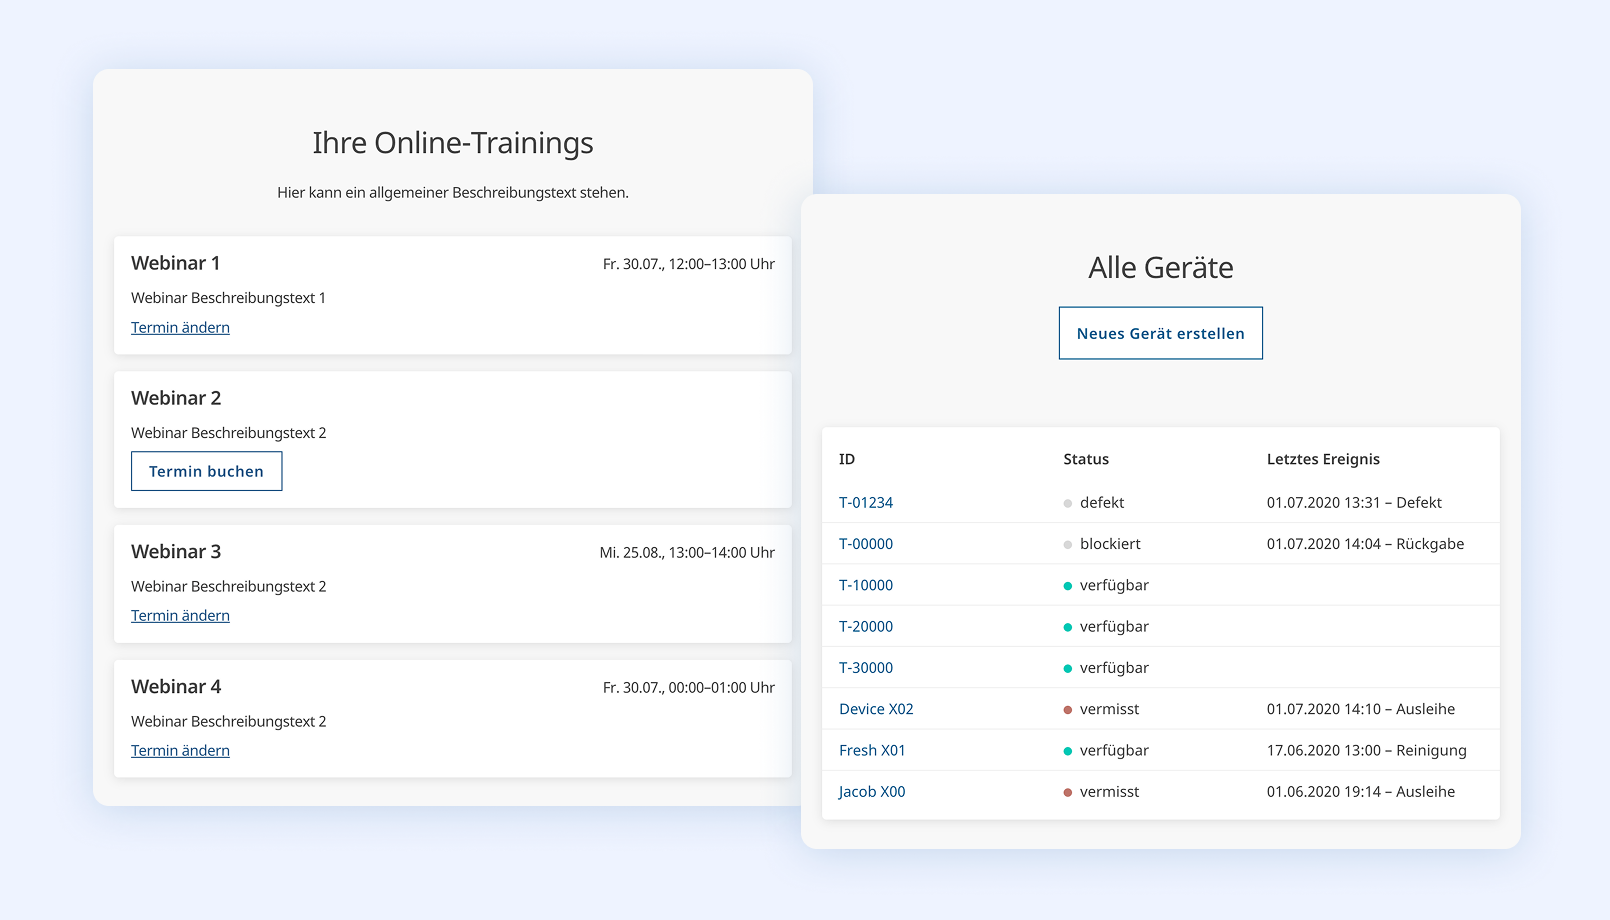 Ihre Online-Trainings
Hier kann ein allgemeiner Beschreibungstext stehen.
Webinar 1 Fr. 30.07., 12:00–13:00 Uhr
Webinar Beschreibungstext 1
Termin ändern
Webinar 2
Webinar Beschreibungstext 2
Termin buchen
Webinar 3 Mi. 25.08., 13:00–14:00 Uhr
Webinar Beschreibungstext 2
Termin ändern
Webinar 4 Fr. 30.07., 00:00–01:00 Uhr
Webinar Beschreibungstext 2
Termin ändern
Alle Geräte
Neues Gerät erstellen
ID Status Letztes Ereignis
T-01234 defekt 01.07.2020 13:31 – Defekt
T-00000 blockiert 01.07.2020 14:04 – Rückgabe
T-10000 verfügbar
T-20000 verfügbar
T-30000 verfügbar
Device X02 vermisst 01.07.2020 14:10 – Ausleihe
Fresh X01 verfügbar 17.06.2020 13:00 – Reinigung
Jacob X00 vermisst 01.06.2020 19:14 – Ausleihe